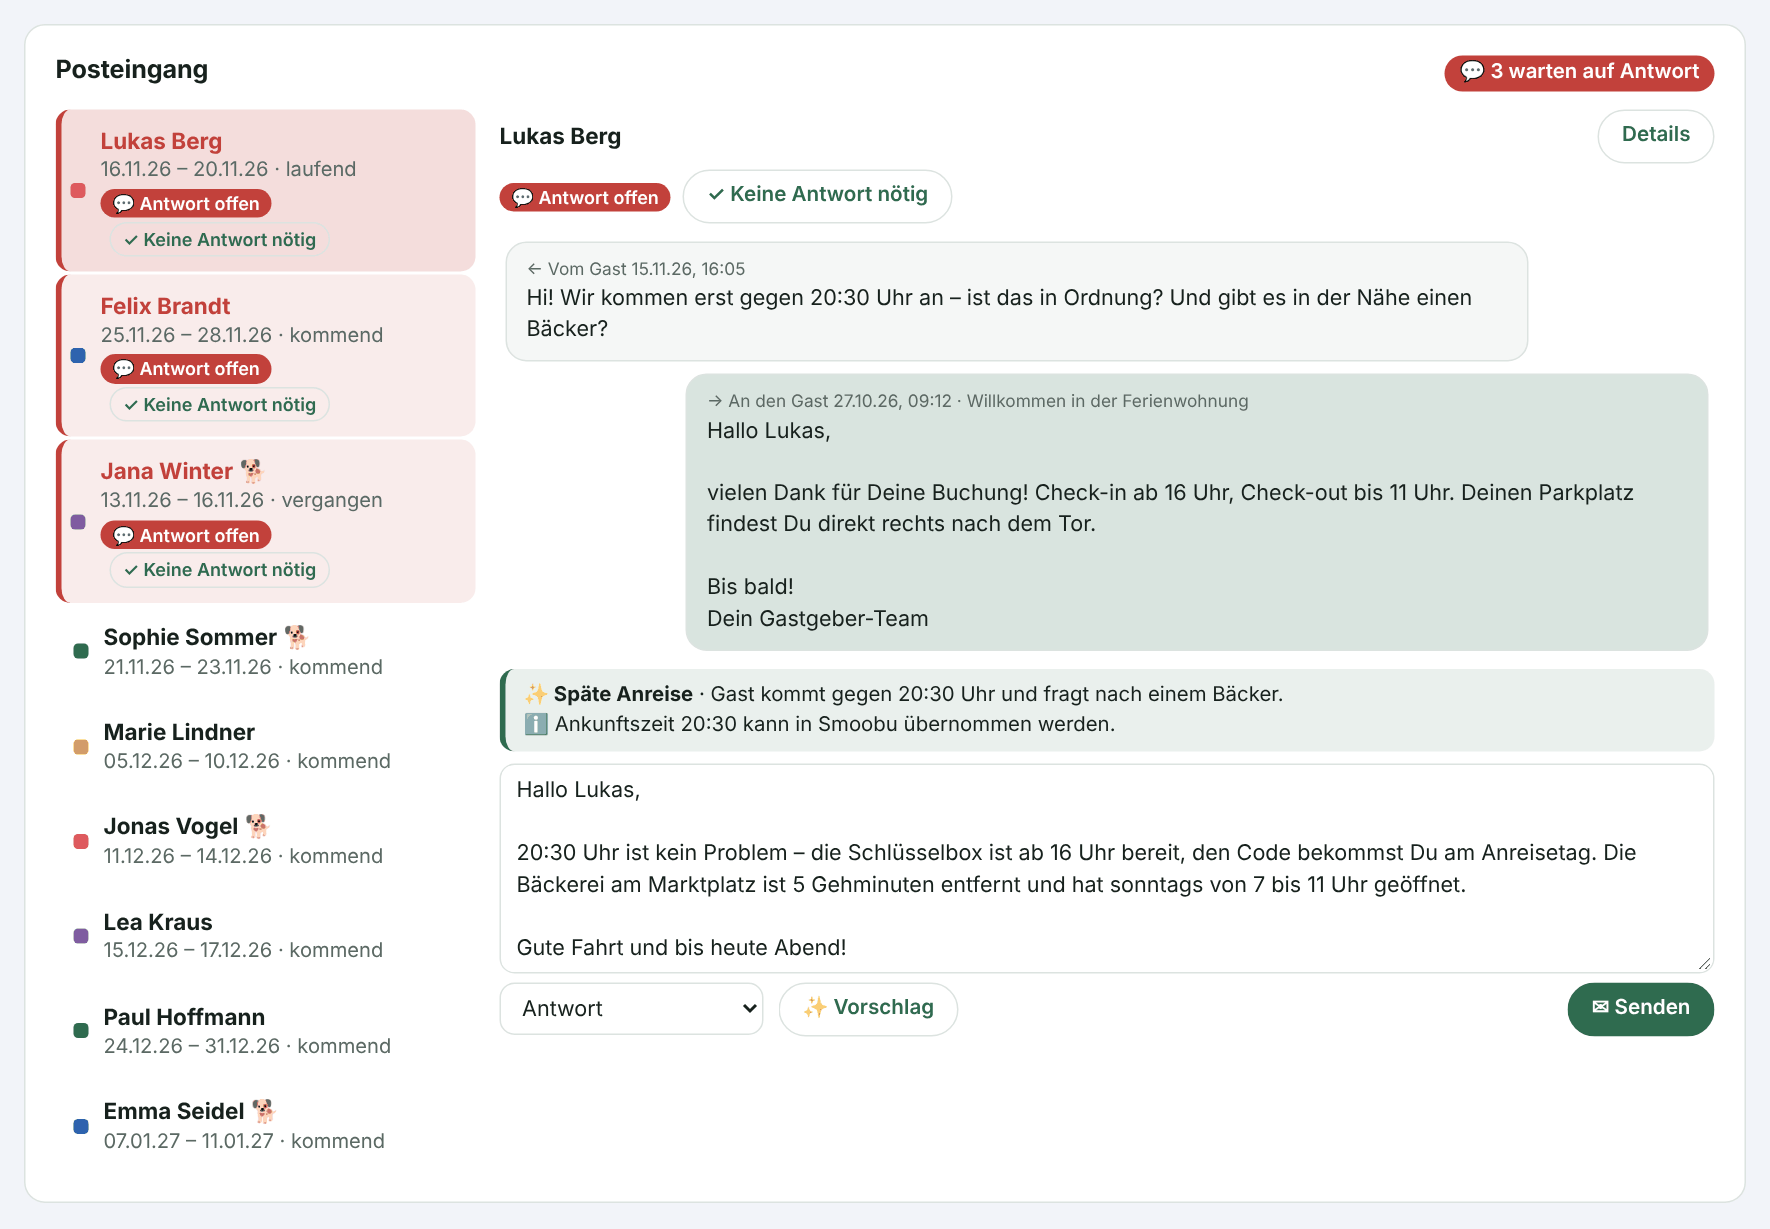 Posteingang
💬 3 warten auf Antwort
Lukas Berg
16.11.26 – 20.11.26 · laufend
💬 Antwort offen
✓ Keine Antwort nötig
Felix Brandt
25.11.26 – 28.11.26 · kommend
💬 Antwort offen
✓ Keine Antwort nötig
Jana Winter 🐕
13.11.26 – 16.11.26 · vergangen
💬 Antwort offen
✓ Keine Antwort nötig
Sophie Sommer 🐕
21.11.26 – 23.11.26 · kommend
Marie Lindner
05.12.26 – 10.12.26 · kommend
Jonas Vogel 🐕
11.12.26 – 14.12.26 · kommend
Lea Kraus
15.12.26 – 17.12.26 · kommend
Paul Hoffmann
24.12.26 – 31.12.26 · kommend
Emma Seidel 🐕
07.01.27 – 11.01.27 · kommend
Lukas Berg
Details
💬 Antwort offen
✓ Keine Antwort nötig
← Vom Gast 15.11.26, 16:05
Hi! Wir kommen erst gegen 20:30 Uhr an – ist das in Ordnung? Und gibt es in der Nähe einen
Bäcker?
→ An den Gast 27.10.26, 09:12 · Willkommen in der Ferienwohnung
Hallo Lukas,
vielen Dank für Deine Buchung! Check-in ab 16 Uhr, Check-out bis 11 Uhr. Deinen Parkplatz
findest Du direkt rechts nach dem Tor.
Bis bald!
Dein Gastgeber-Team
✨ Späte Anreise · Gast kommt gegen 20:30 Uhr und fragt nach einem Bäcker.
ℹ️ Ankunftszeit 20:30 kann in Smoobu übernommen werden.
Hallo Lukas,
20:30 Uhr ist kein Problem – die Schlüsselbox ist ab 16 Uhr bereit, den Code bekommst Du am Anreisetag. Die
Bäckerei am Marktplatz ist 5 Gehminuten entfernt und hat sonntags von 7 bis 11 Uhr geöffnet.
Gute Fahrt und bis heute Abend!
Antwort
✨ Vorschlag
✉ Senden